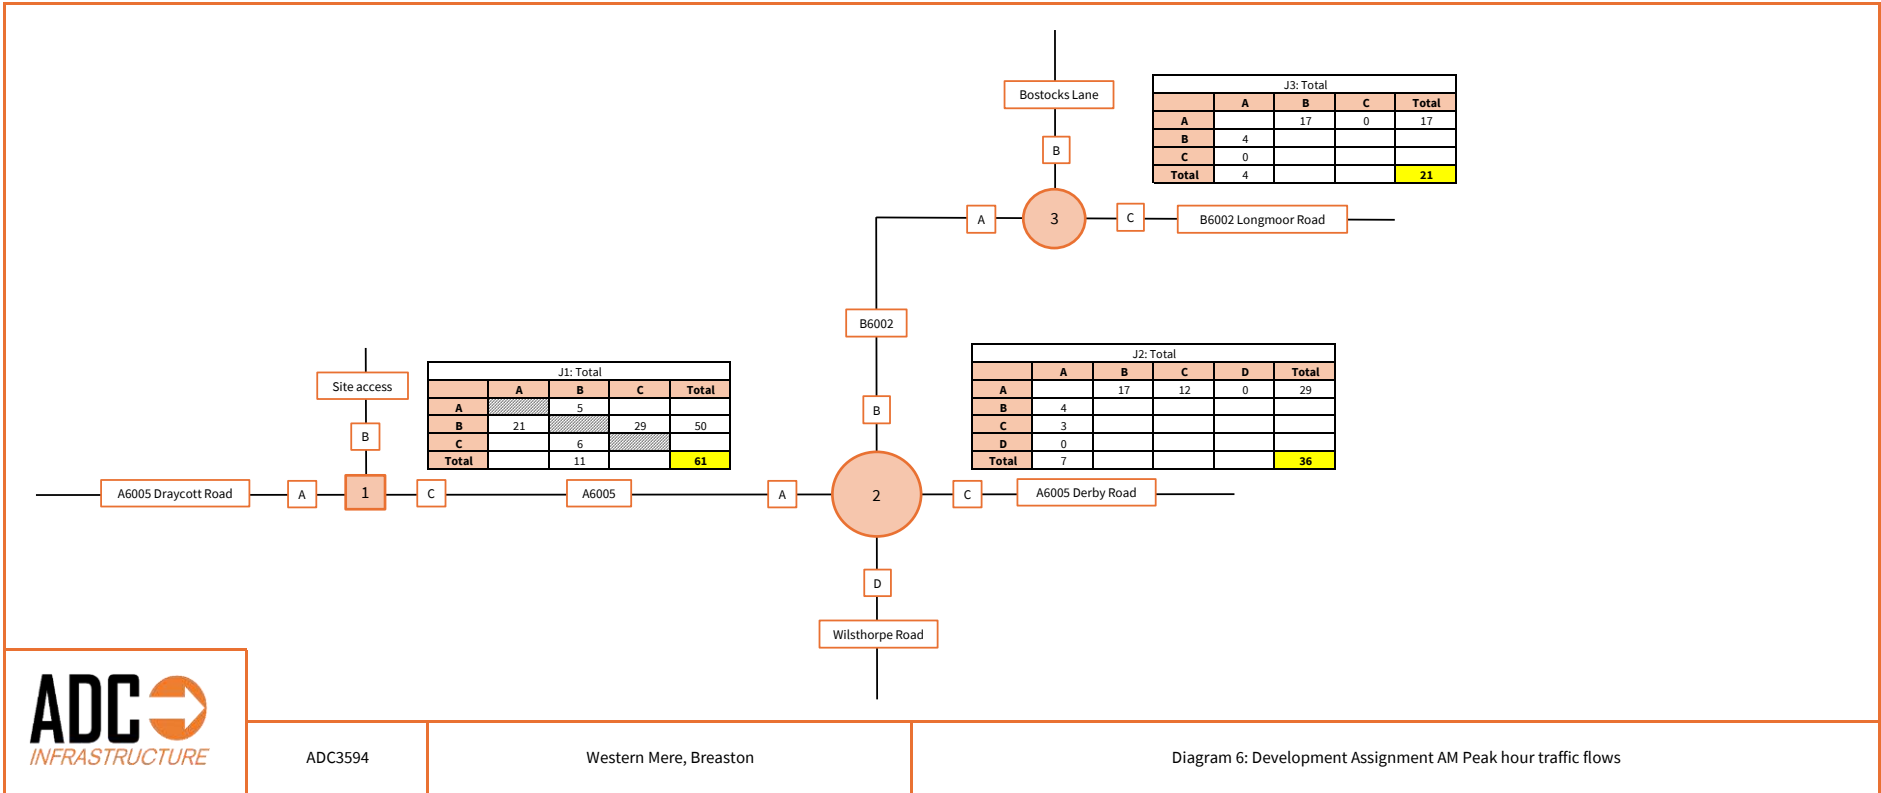 Bostocks Lane
B
A
3
C
B6002 Longmoor Road
J3: Total
A B C Total
A 17 0 17
B 4
C 0
Total 4 21
B6002
B
Site access
B
J1: Total
A B C Total
A 5
B 21 29 50
C 6
Total 11 61
J2: Total
A B C D Total
A 17 12 0 29
B 4
C 3
D 0
Total 7 36
A6005 Draycott Road
A
1
C
A6005
A
2
C
A6005 Derby Road
D
Wilsthorpe Road
ADC
INFRASTRUCTURE
ADC3594
Western Mere, Breaston
Diagram 6: Development Assignment AM Peak hour traffic flows